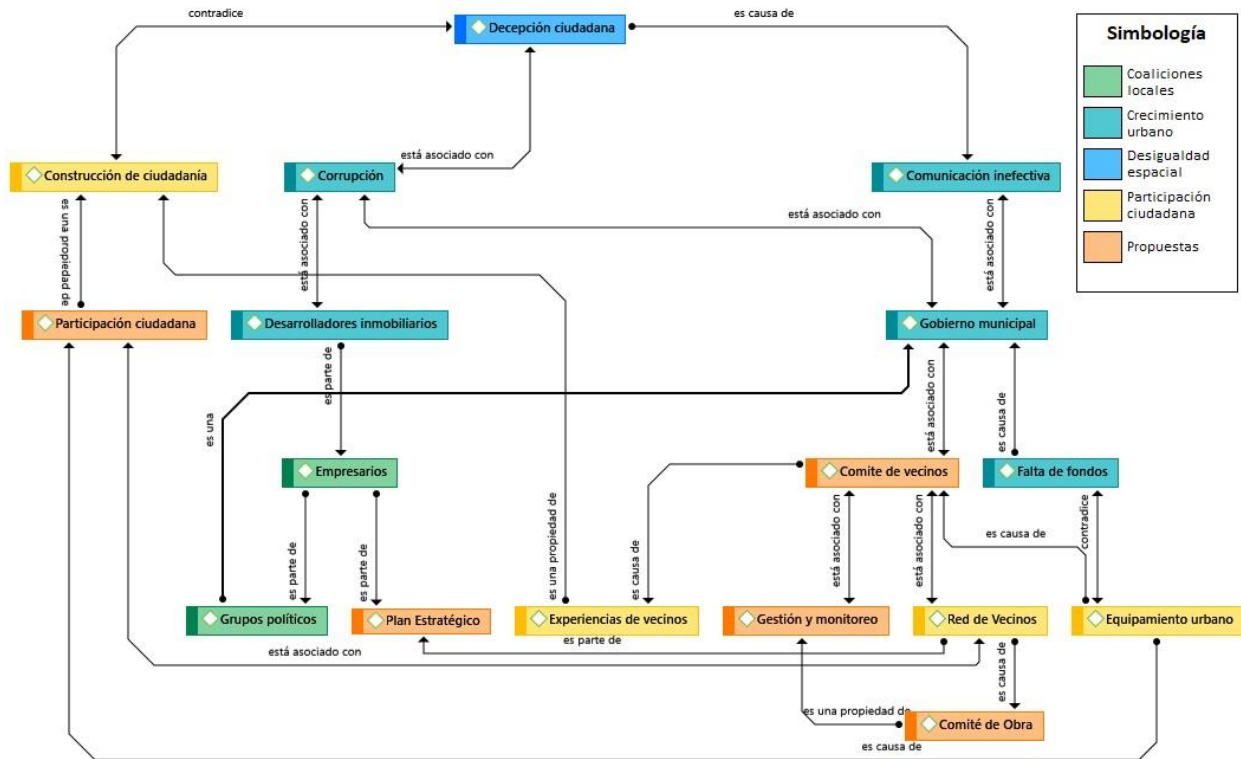 contradice
Decepción ciudadana
es causa de
Simbología
Coaliciones
locales
Crecimiento
urbano
Desigualdad
espacial
Participación
ciudadana
Propuestas
está asociado con
Construcción de ciudadanía
Corrupción
Comunicación inefectiva
es una propiedad de
está asociado con
está asociado con
está asociado con
Participación ciudadana
Desarrolladores inmobiliarios
Gobierno municipal
es una
es parte de
está asociado con
es causa de
Empresarios
Comite de vecinos
Falta de fondos
es parte de
es parte de
es una propiedad de
es causa de
está asociado con
está asociado con
es causa de
contradice
Grupos políticos
Plan Estratégico
Experiencias de vecinos
Gestión y monitoreo
Red de Vecinos
Equipamiento urbano
es parte de
está asociado con
es causa de
es una propiedad de
Comité de Obra
es causa de